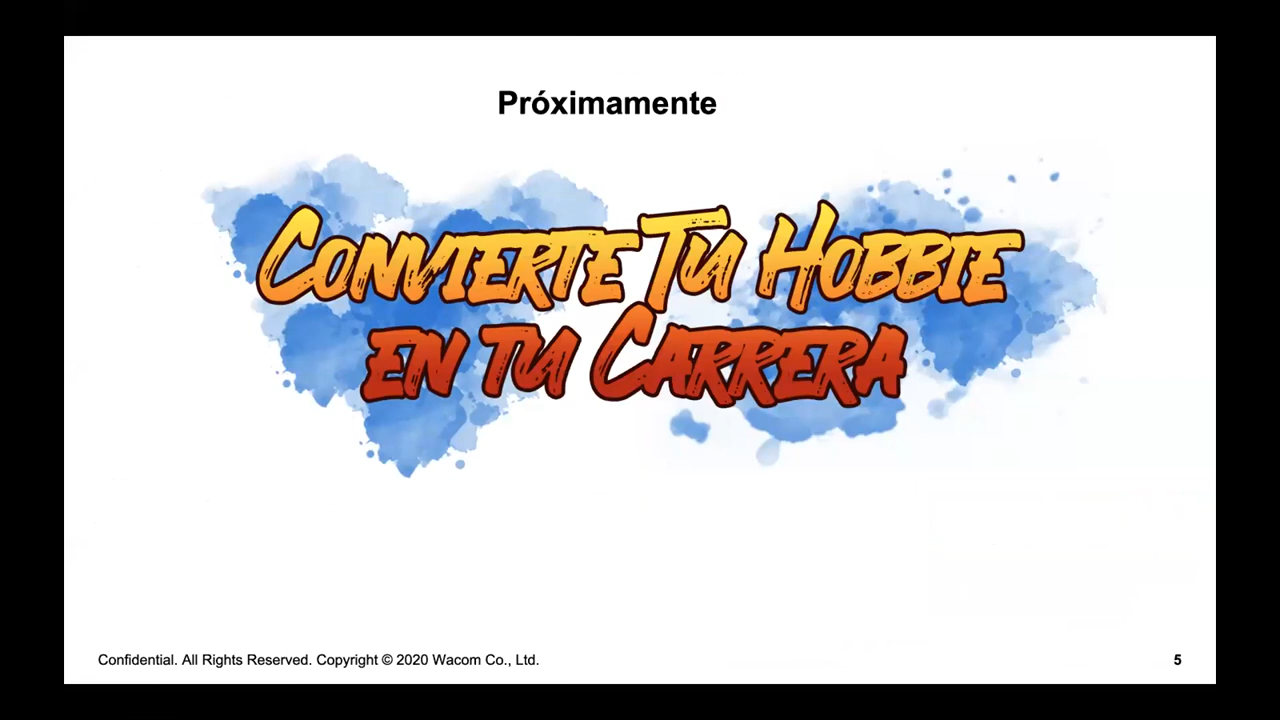 Próximamente
Convierte Tu Hobbie
en tu Carrera
Confidential. All Rights Reserved. Copyright © 2020 Wacom Co., Ltd.
5